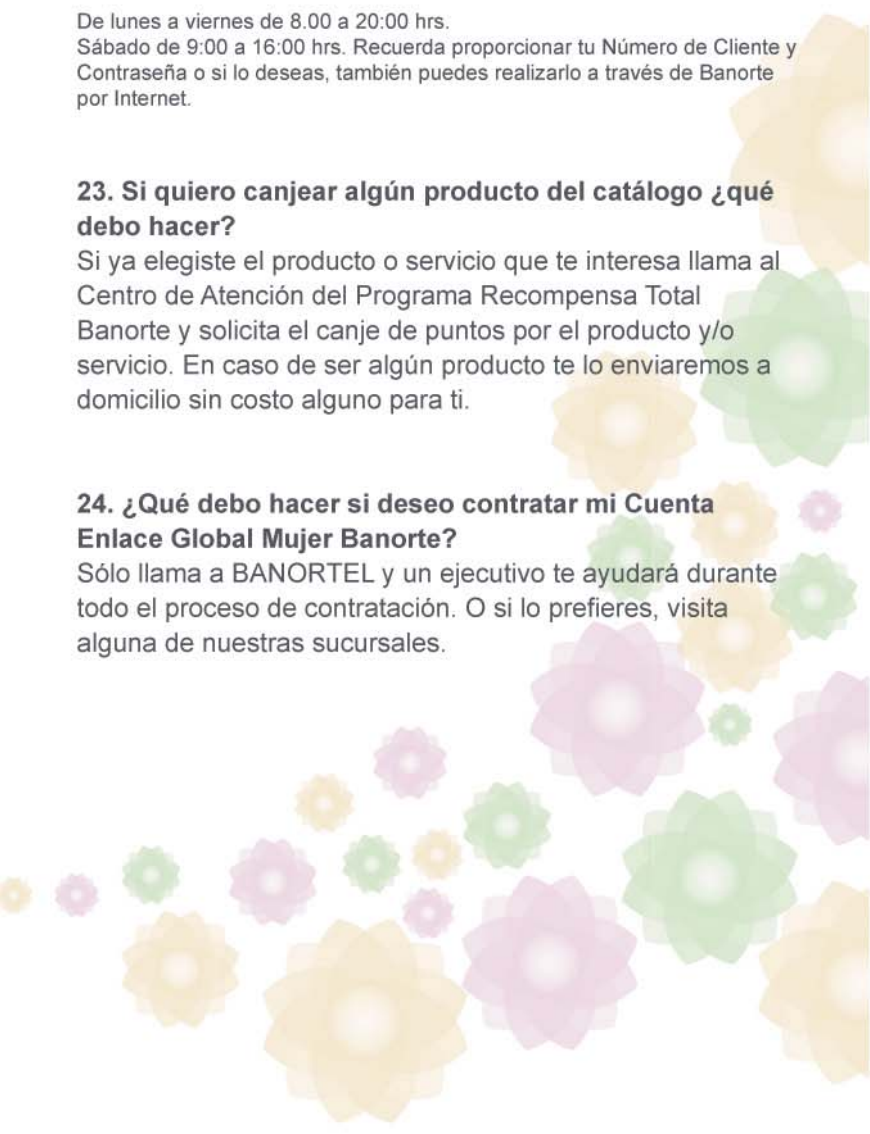 De lunes a viernes de 8.00 a 20:00 hrs.
Sábado de 9:00 a 16:00 hrs. Recuerda proporcionar tu Número de Cliente y
Contraseña o si lo deseas, también puedes realizarlo a través de Banorte
por Internet.
23. Si quiero canjear algún producto del catálogo ¿qué
debo hacer?
Si ya elegiste el producto o servicio que te interesa llama al
Centro de Atención del Programa Recompensa Total
Banorte y solicita el canje de puntos por el producto y/o
servicio. En caso de ser algún producto te lo enviaremos a
domicilio sin costo alguno para ti.
24. ¿Qué debo hacer si deseo contratar mi Cuenta
Enlace Global Mujer Banorte?
Sólo llama a BANORTEL y un ejecutivo te ayudará durante
todo el proceso de contratación. O si lo prefieres, visita
alguna de nuestras sucursales.